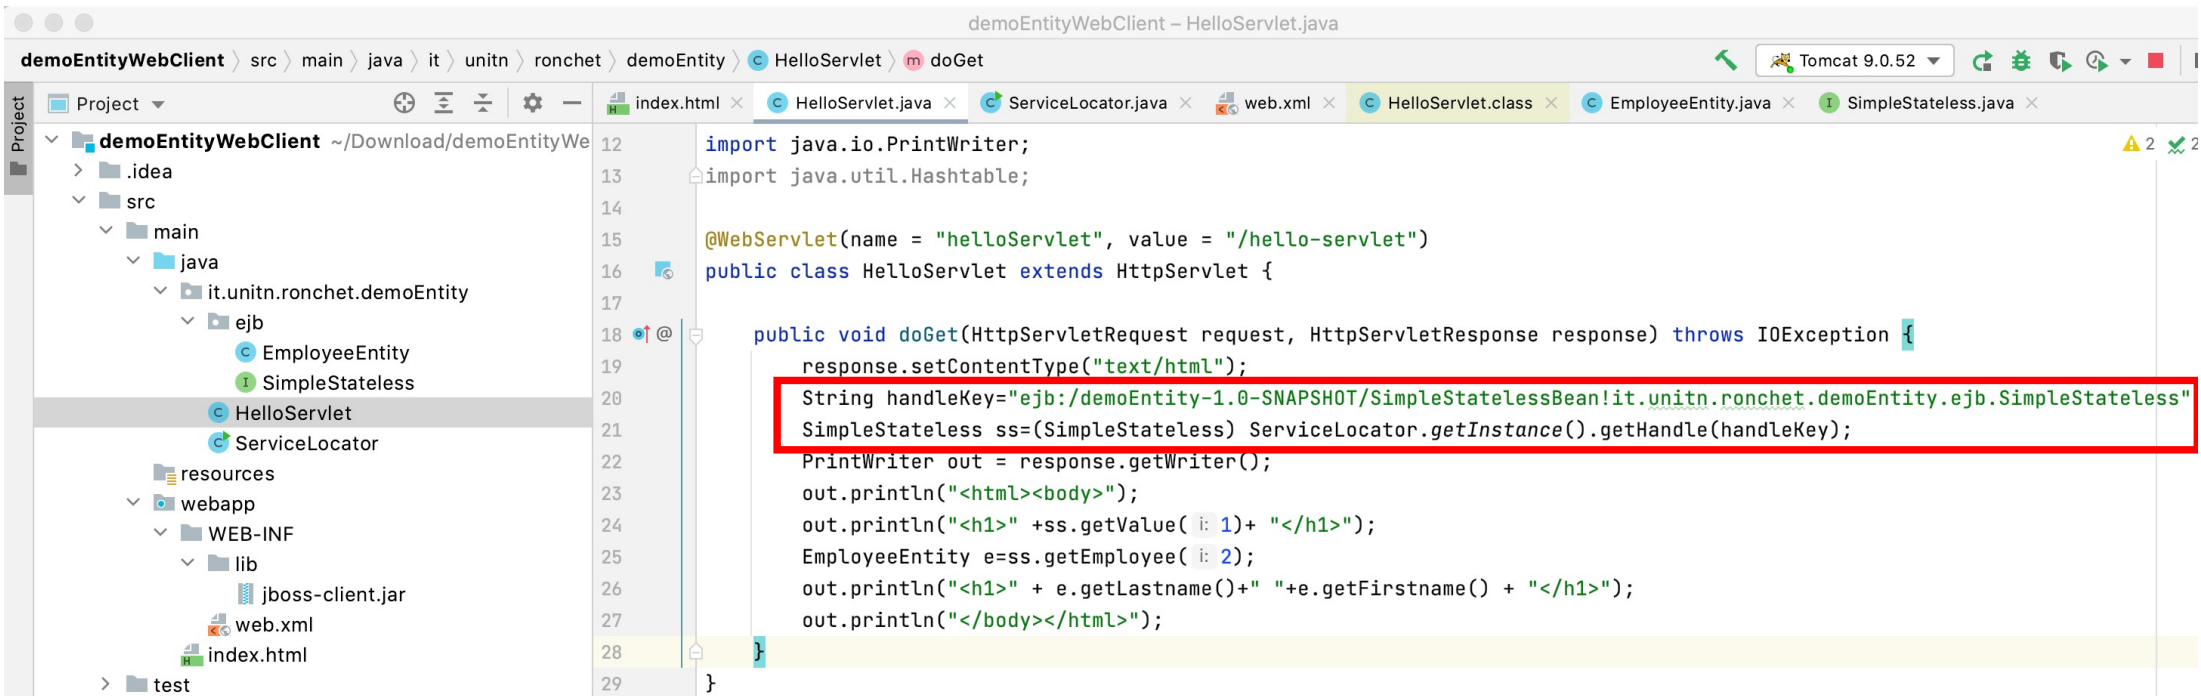 demoEntityWebClient – HelloServlet.java
demoEntityWebClient 〉 src 〉 main 〉 java 〉 it 〉 unitn 〉 ronchet 〉 demoEntity 〉 C HelloServlet 〉 m doGet
Tomcat 9.0.52
Project
Project
index.html × C HelloServlet.java × C ServiceLocator.java × web.xml × C HelloServlet.class × C EmployeeEntity.java × I SimpleStateless.java ×
demoEntityWebClient ~/Download/demoEntityWe
.idea
src
main
java
it.unitn.ronchet.demoEntity
ejb
C EmployeeEntity
I SimpleStateless
C HelloServlet
C ServiceLocator
resources
webapp
WEB-INF
lib
jboss-client.jar
web.xml
index.html
test
2 2
12 import java.io.PrintWriter;
13 import java.util.Hashtable;
14
15 @WebServlet(name = "helloServlet", value = "/hello-servlet")
16 public class HelloServlet extends HttpServlet {
17
18 @ public void doGet(HttpServletRequest request, HttpServletResponse response) throws IOException {
19 response.setContentType("text/html");
20 String handleKey="ejb:/demoEntity-1.0-SNAPSHOT/SimpleStatelessBean!it.unitn.ronchet.demoEntity.ejb.SimpleStateless"
21 SimpleStateless ss=(SimpleStateless) ServiceLocator.getInstance().getHandle(handleKey);
22 PrintWriter out = response.getWriter();
23 out.println("<html><body>");
24 out.println("<h1>" +ss.getValue( i: 1)+ "</h1>");
25 EmployeeEntity e=ss.getEmployee( i: 2);
26 out.println("<h1>" + e.getLastname()+" "+e.getFirstname() + "</h1>");
27 out.println("</body></html>");
28 }
29 }